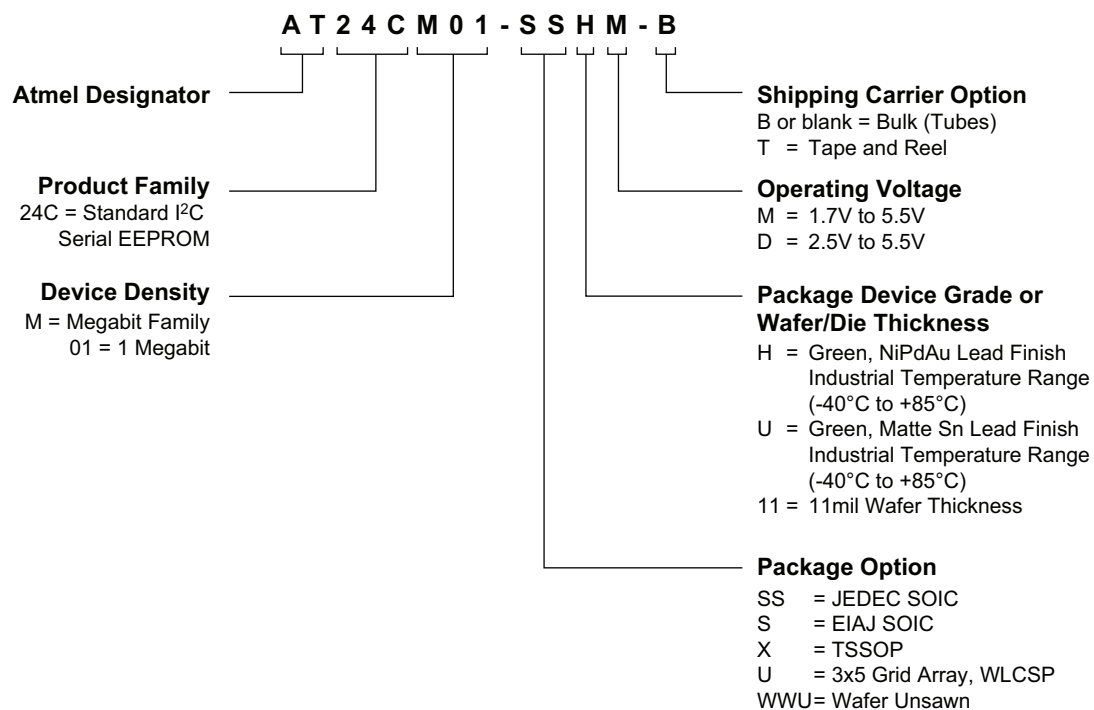 AT24CM01-SSHM-B
Atmel Designator
Product Family
24C = Standard I2C
Serial EEPROM
Device Density
M = Megabit Family
01 = 1 Megabit
Shipping Carrier Option
B or blank = Bulk (Tubes)
T = Tape and Reel
Operating Voltage
M = 1.7V to 5.5V
D = 2.5V to 5.5V
Package Device Grade or
Wafer/Die Thickness
H = Green, NiPdAu Lead Finish
Industrial Temperature Range
(-40°C to +85°C)
U = Green, Matte Sn Lead Finish
Industrial Temperature Range
(-40°C to +85°C)
11 = 11mil Wafer Thickness
Package Option
SS = JEDEC SOIC
S = EIAJ SOIC
X = TSSOP
U = 3x5 Grid Array, WLCSP
WWU= Wafer Unsawn